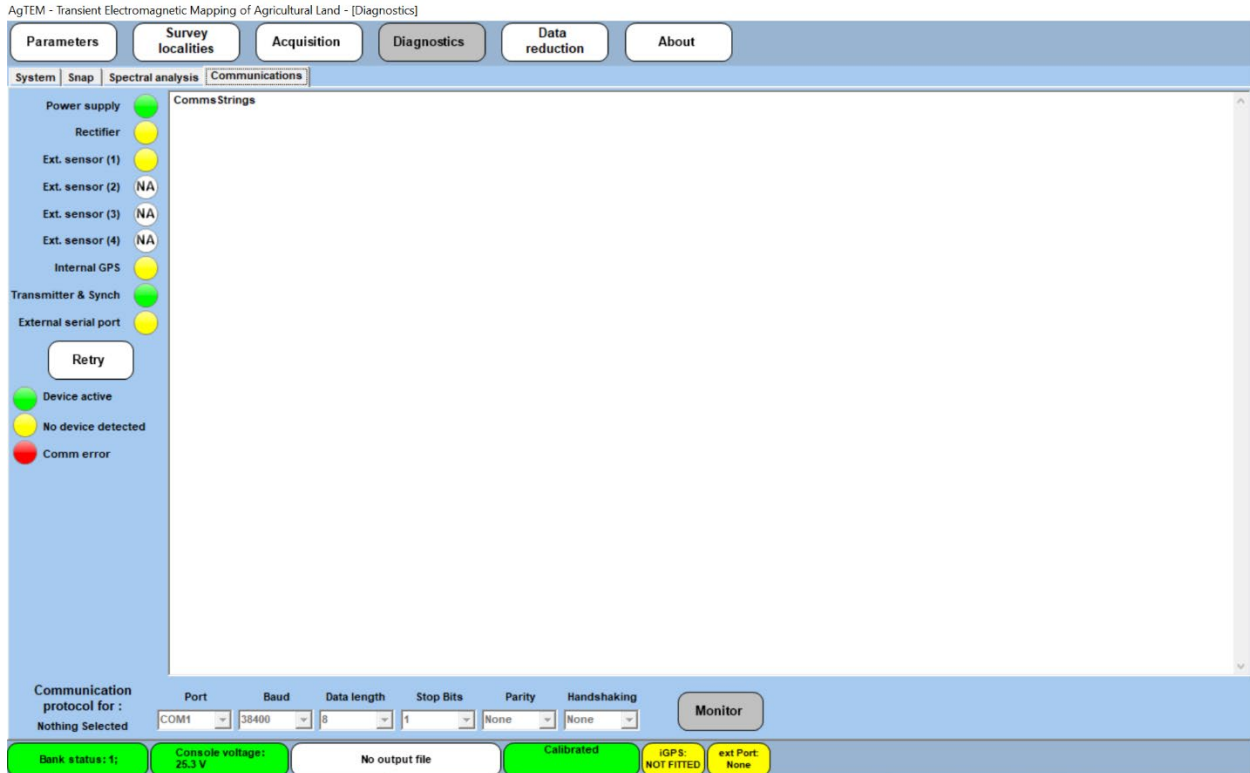 AgTEM - Transient Electromagnetic Mapping of Agricultural Land - [Diagnostics]
Parameters
Survey
localities
Acquisition
Diagnostics
Data
reduction
About
System
Snap
Spectral analysis
Communications
Power supply
Rectifier
Ext. sensor (1)
Ext. sensor (2) NA
Ext. sensor (3) NA
Ext. sensor (4) NA
Internal GPS
Transmitter & Synch
External serial port
Retry
Device active
No device detected
Comm error
CommsStrings
Communication
protocol for :
Nothing Selected
Port
Baud
Data length
Stop Bits
Parity
Handshaking
COM1
38400
8
1
None
None
Monitor
Bank status: 1;
Console voltage:
25.3 V
No output file
Calibrated
iGPS:
NOT FITTED
ext Port:
None